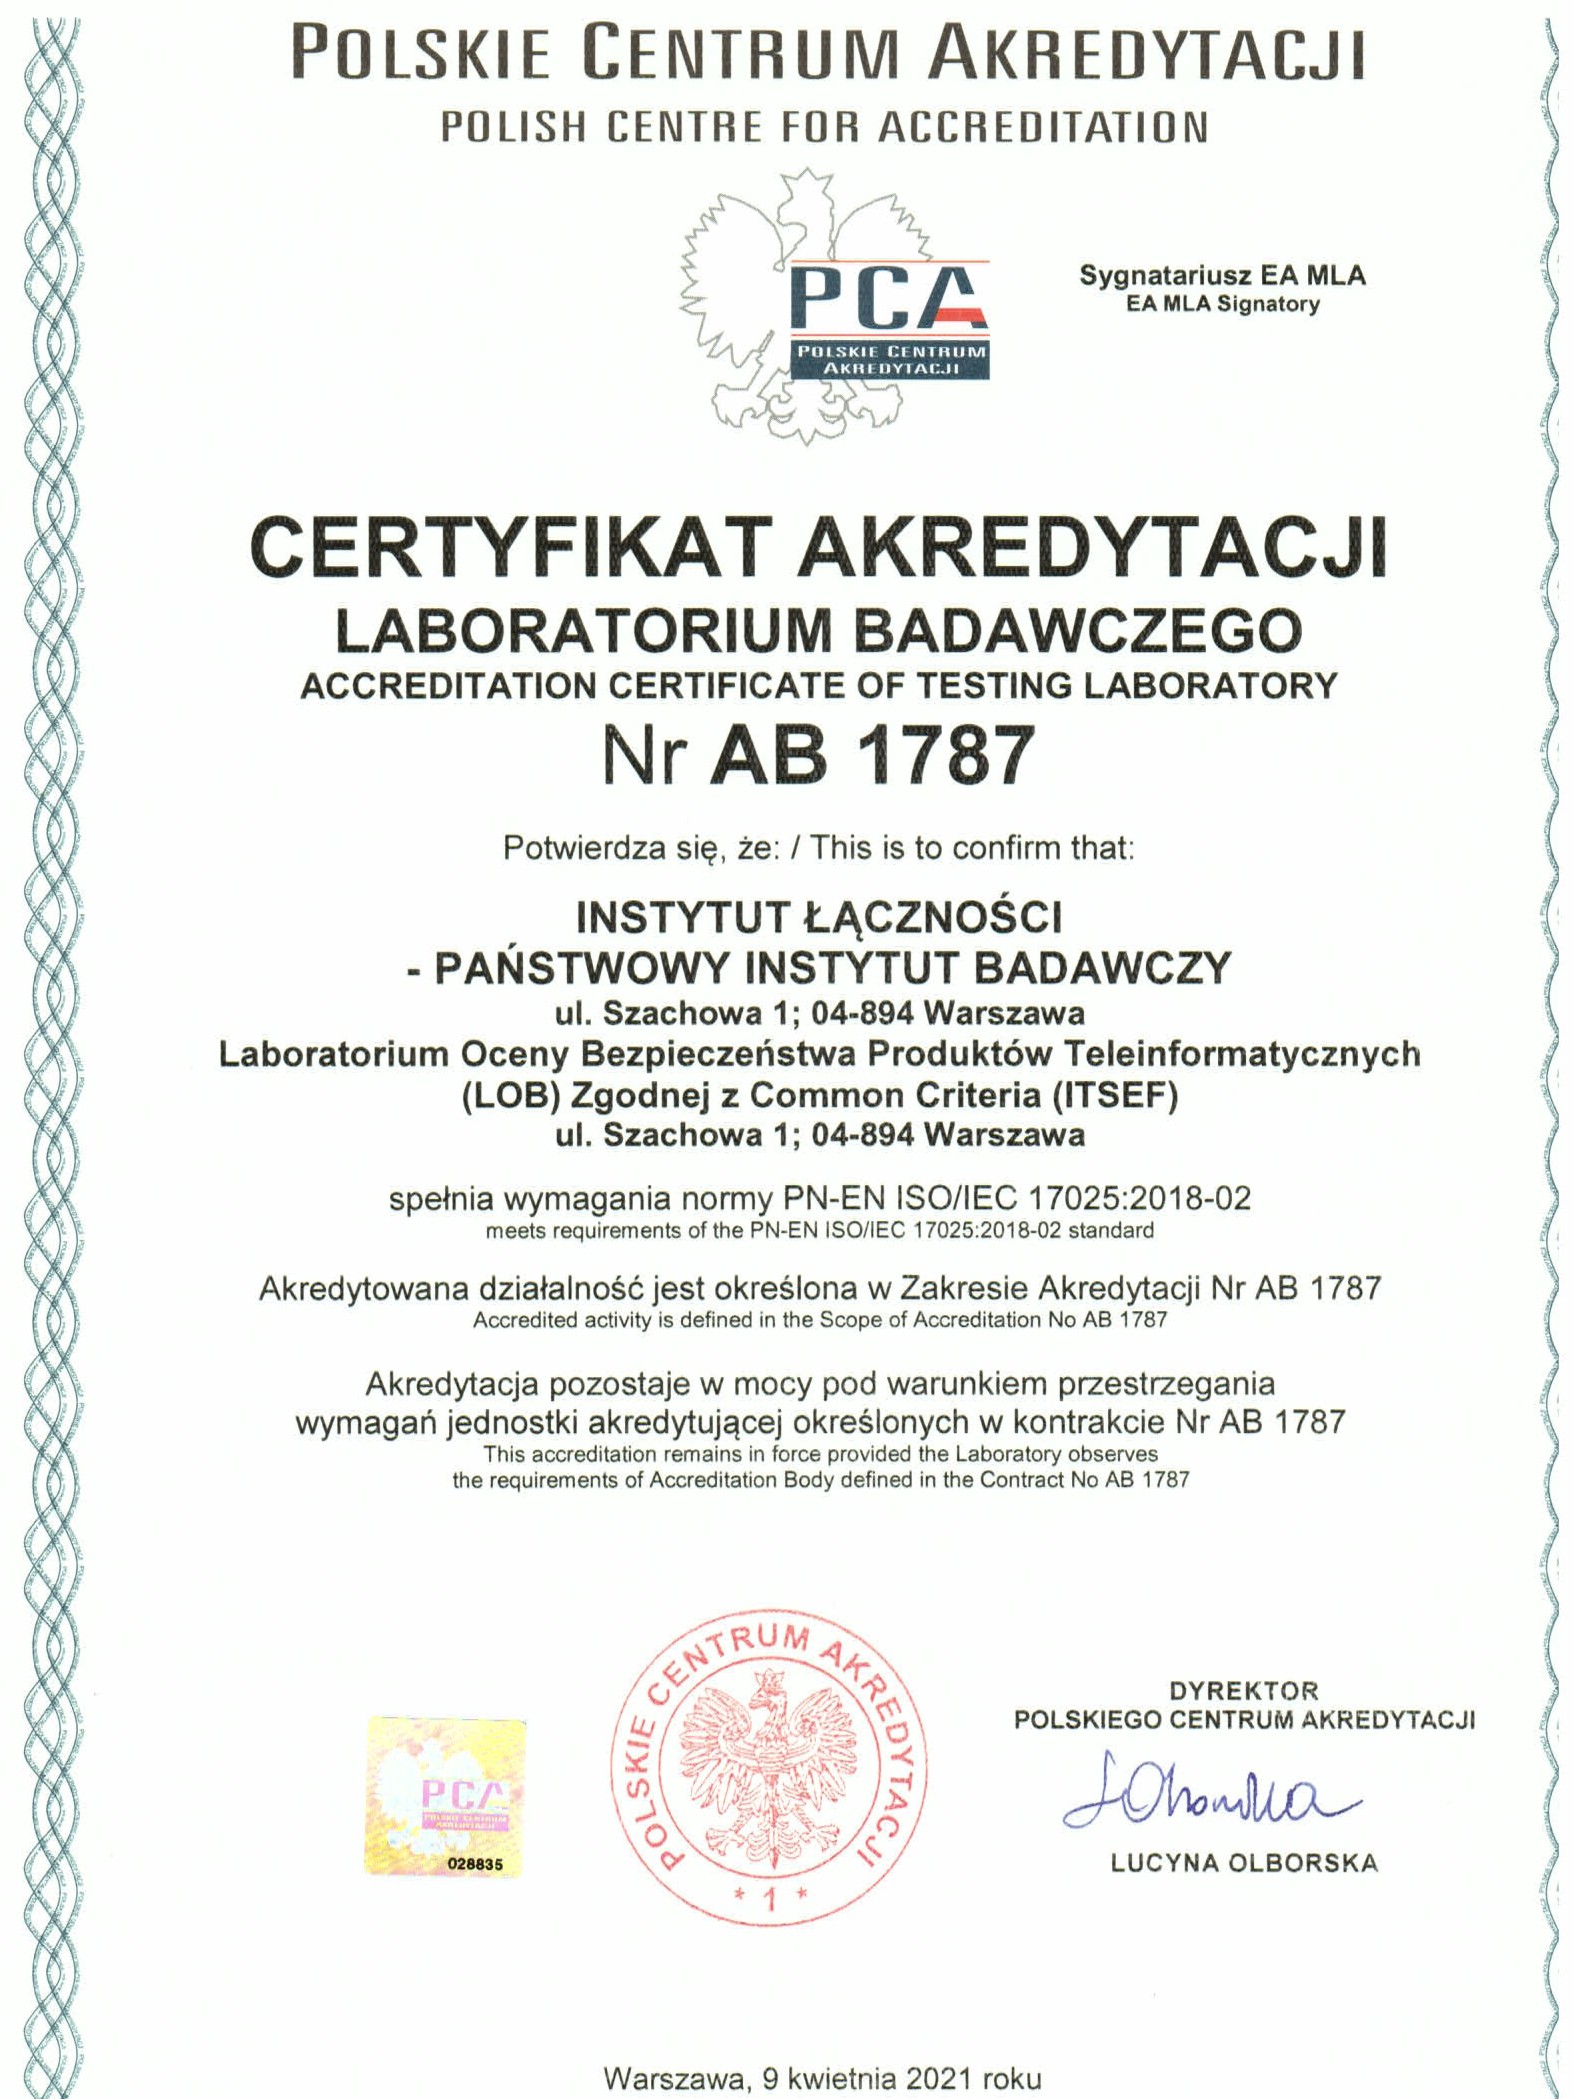 POLSKIE CENTRUM AKREDYTACJI
POLISH CENTRE FOR ACCREDITATION
PCA
POLSKIE CENTRUM
AKREDYTACJI
Sygnatariusz EA MLA
EA MLA Signatory
CERTYFIKAT AKREDYTACJI
LABORATORIUM BADAWCZEGO
ACCREDITATION CERTIFICATE OF TESTING LABORATORY
Nr AB 1787
Potwierdza się, że: / This is to confirm that:
INSTYTUT ŁĄCZNOŚCI
- PAŃSTWOWY INSTYTUT BADAWCZY
ul. Szachowa 1; 04-894 Warszawa
Laboratorium Oceny Bezpieczeństwa Produktów Teleinformatycznych
(LOB) Zgodnej z Common Criteria (ITSEF)
ul. Szachowa 1; 04-894 Warszawa
spełnia wymagania normy PN-EN ISO/IEC 17025:2018-02
meets requirements of the PN-EN ISO/IEC 17025:2018-02 standard
Akredytowana działalność jest określona w Zakresie Akredytacji Nr AB 1787
Accredited activity is defined in the Scope of Accreditation No AB 1787
Akredytacja pozostaje w mocy pod warunkiem przestrzegania
wymagań jednostki akredytującej określonych w kontrakcie Nr AB 1787
This accreditation remains in force provided the Laboratory observes
the requirements of Accreditation Body defined in the Contract No AB 1787
PCA
POLSKIE CENTRUM
AKREDYTACJI
028835
POLSKIE CENTRUM AKREDYTACJI
* 1 *
DYREKTOR
POLSKIEGO CENTRUM AKREDYTACJI
LUCYNA OLBORSKA
Warszawa, 9 kwietnia 2021 roku